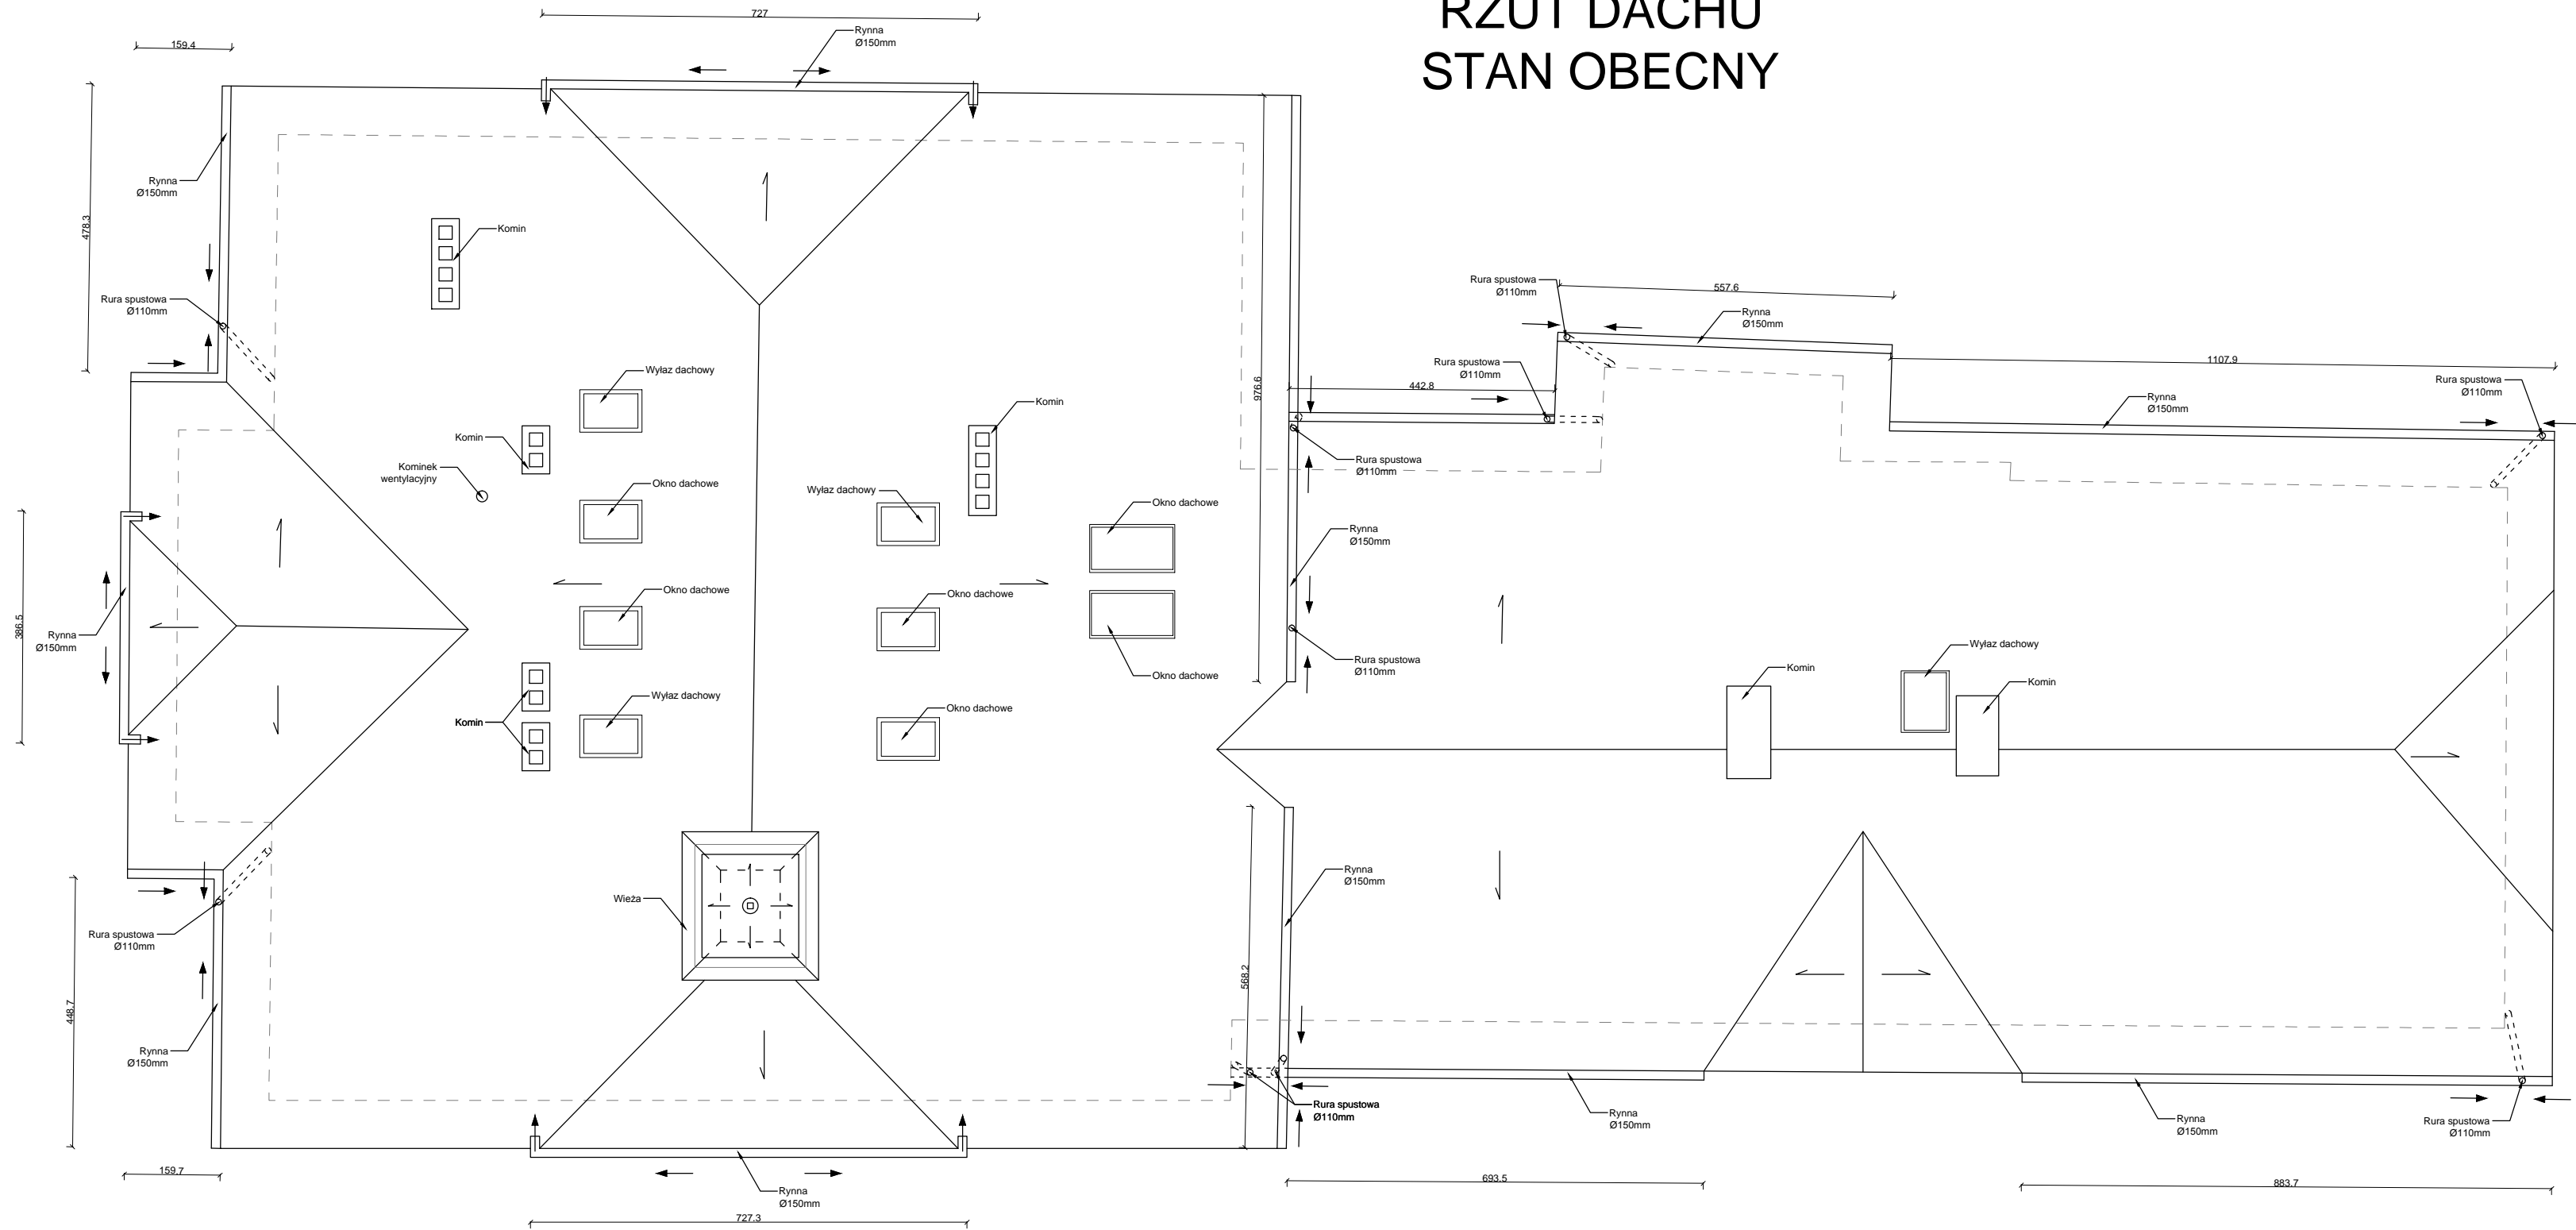 RZUT DACHU
STAN OBECNY
727
159.4
Rynna
Ø150mm
478.3
Rynna
Ø150mm
Komin
Rura spustowa
Ø110mm
976.6
Rura spustowa
Ø110mm
557.6
Rynna
Ø150mm
Rura spustowa
Ø110mm
442.8
1107.9
Rura spustowa
Ø110mm
Rynna
Ø150mm
Wyłaz dachowy
Komin
Komin
Kominek
wentylacyjny
Okno dachowe
Wyłaz dachowy
Okno dachowe
Rura spustowa
Ø110mm
Rynna
Ø150mm
Okno dachowe
Okno dachowe
386.5
Rynna
Ø150mm
Rura spustowa
Ø110mm
Okno dachowe
Wyłaz dachowy
Komin
Komin
Wyłaz dachowy
Okno dachowe
Komin
Wieża
Rynna
Ø150mm
Rura spustowa
Ø110mm
568.2
448.7
Rynna
Ø150mm
Rura spustowa
Ø110mm
Rynna
Ø150mm
Rynna
Ø150mm
Rura spustowa
Ø110mm
159.7
Rynna
Ø150mm
727.3
693.5
883.7